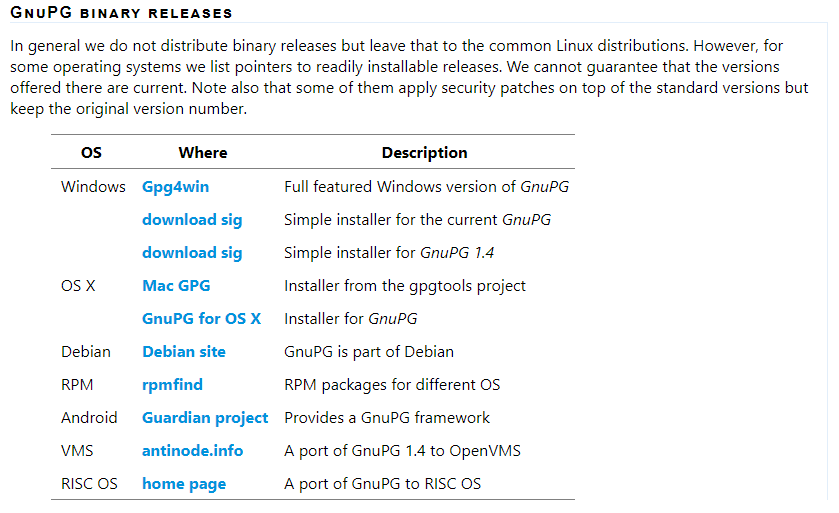 GnuPG binary releases
In general we do not distribute binary releases but leave that to the common Linux distributions. However, for
some operating systems we list pointers to readily installable releases. We cannot guarantee that the versions
offered there are current. Note also that some of them apply security patches on top of the standard versions but
keep the original version number.
OS Where Description
Windows Gpg4win Full featured Windows version of GnuPG
download sig Simple installer for the current GnuPG
download sig Simple installer for GnuPG 1.4
OS X Mac GPG Installer from the gpgtools project
GnuPG for OS X Installer for GnuPG
Debian Debian site GnuPG is part of Debian
RPM rpmfind RPM packages for different OS
Android Guardian project Provides a GnuPG framework
VMS antinode.info A port of GnuPG 1.4 to OpenVMS
RISC OS home page A port of GnuPG to RISC OS